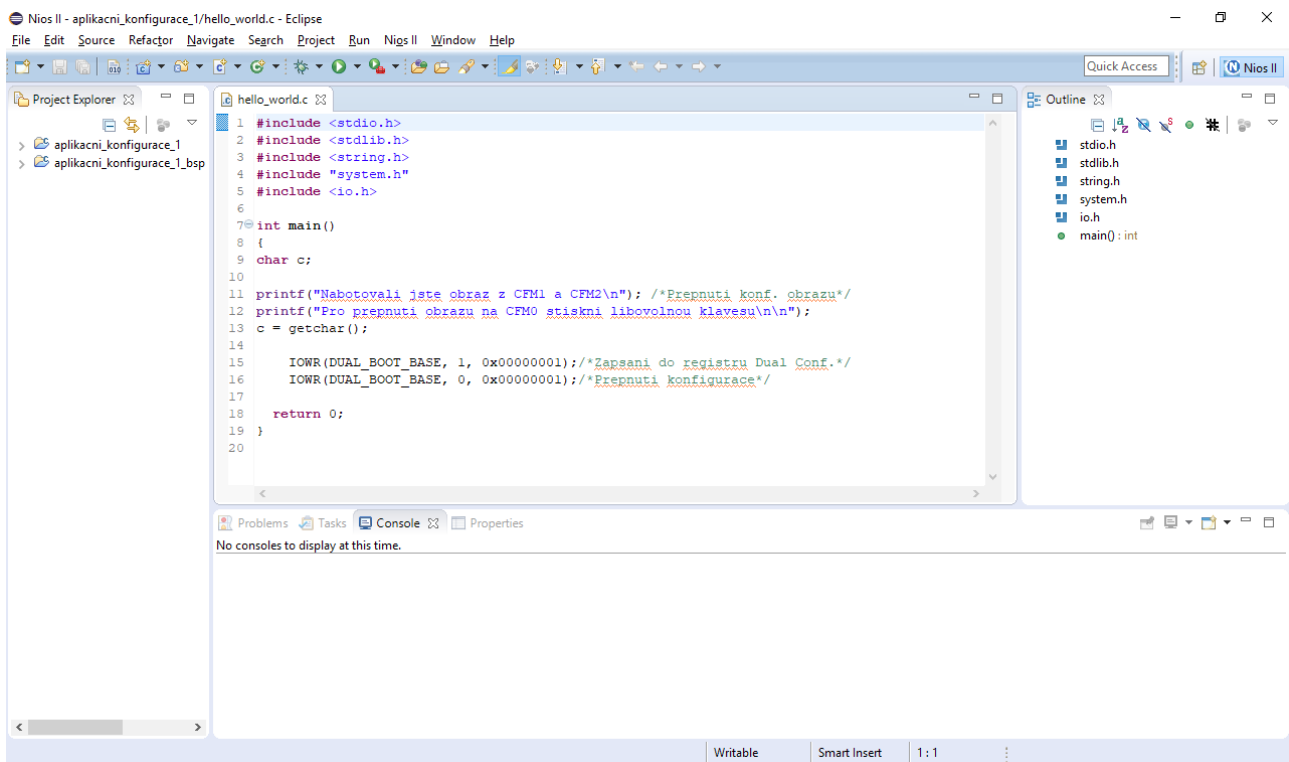 Nios II - aplikacni_konfigurace_1/hello_world.c - Eclipse
File Edit Source Refactor Navigate Search Project Run Nios II Window Help
Quick Access
Nios II
Project Explorer
aplikacni_konfigurace_1
aplikacni_konfigurace_1_bsp
hello_world.c
1 #include <stdio.h>
2 #include <stdlib.h>
3 #include <string.h>
4 #include "system.h"
5 #include <io.h>
6
7 int main()
8 {
9 char c;
10
11 printf("Nabotovali jste obraz z CFM1 a CFM2\n"); /*Prepnuti konf. obrazu*/
12 printf("Pro prepnuti obrazu na CFM0 stiskni libovolnou klavesu\n\n");
13 c = getchar();
14
15 IOWR(DUAL_BOOT_BASE, 1, 0x00000001);/*Zapsani do registru Dual Conf.*/
16 IOWR(DUAL_BOOT_BASE, 0, 0x00000001);/*Prepnuti konfigurace*/
17
18 return 0;
19 }
20
Outline
stdio.h
stdlib.h
string.h
system.h
io.h
main() : int
Problems Tasks Console Properties
No consoles to display at this time.
Writable Smart Insert 1 : 1